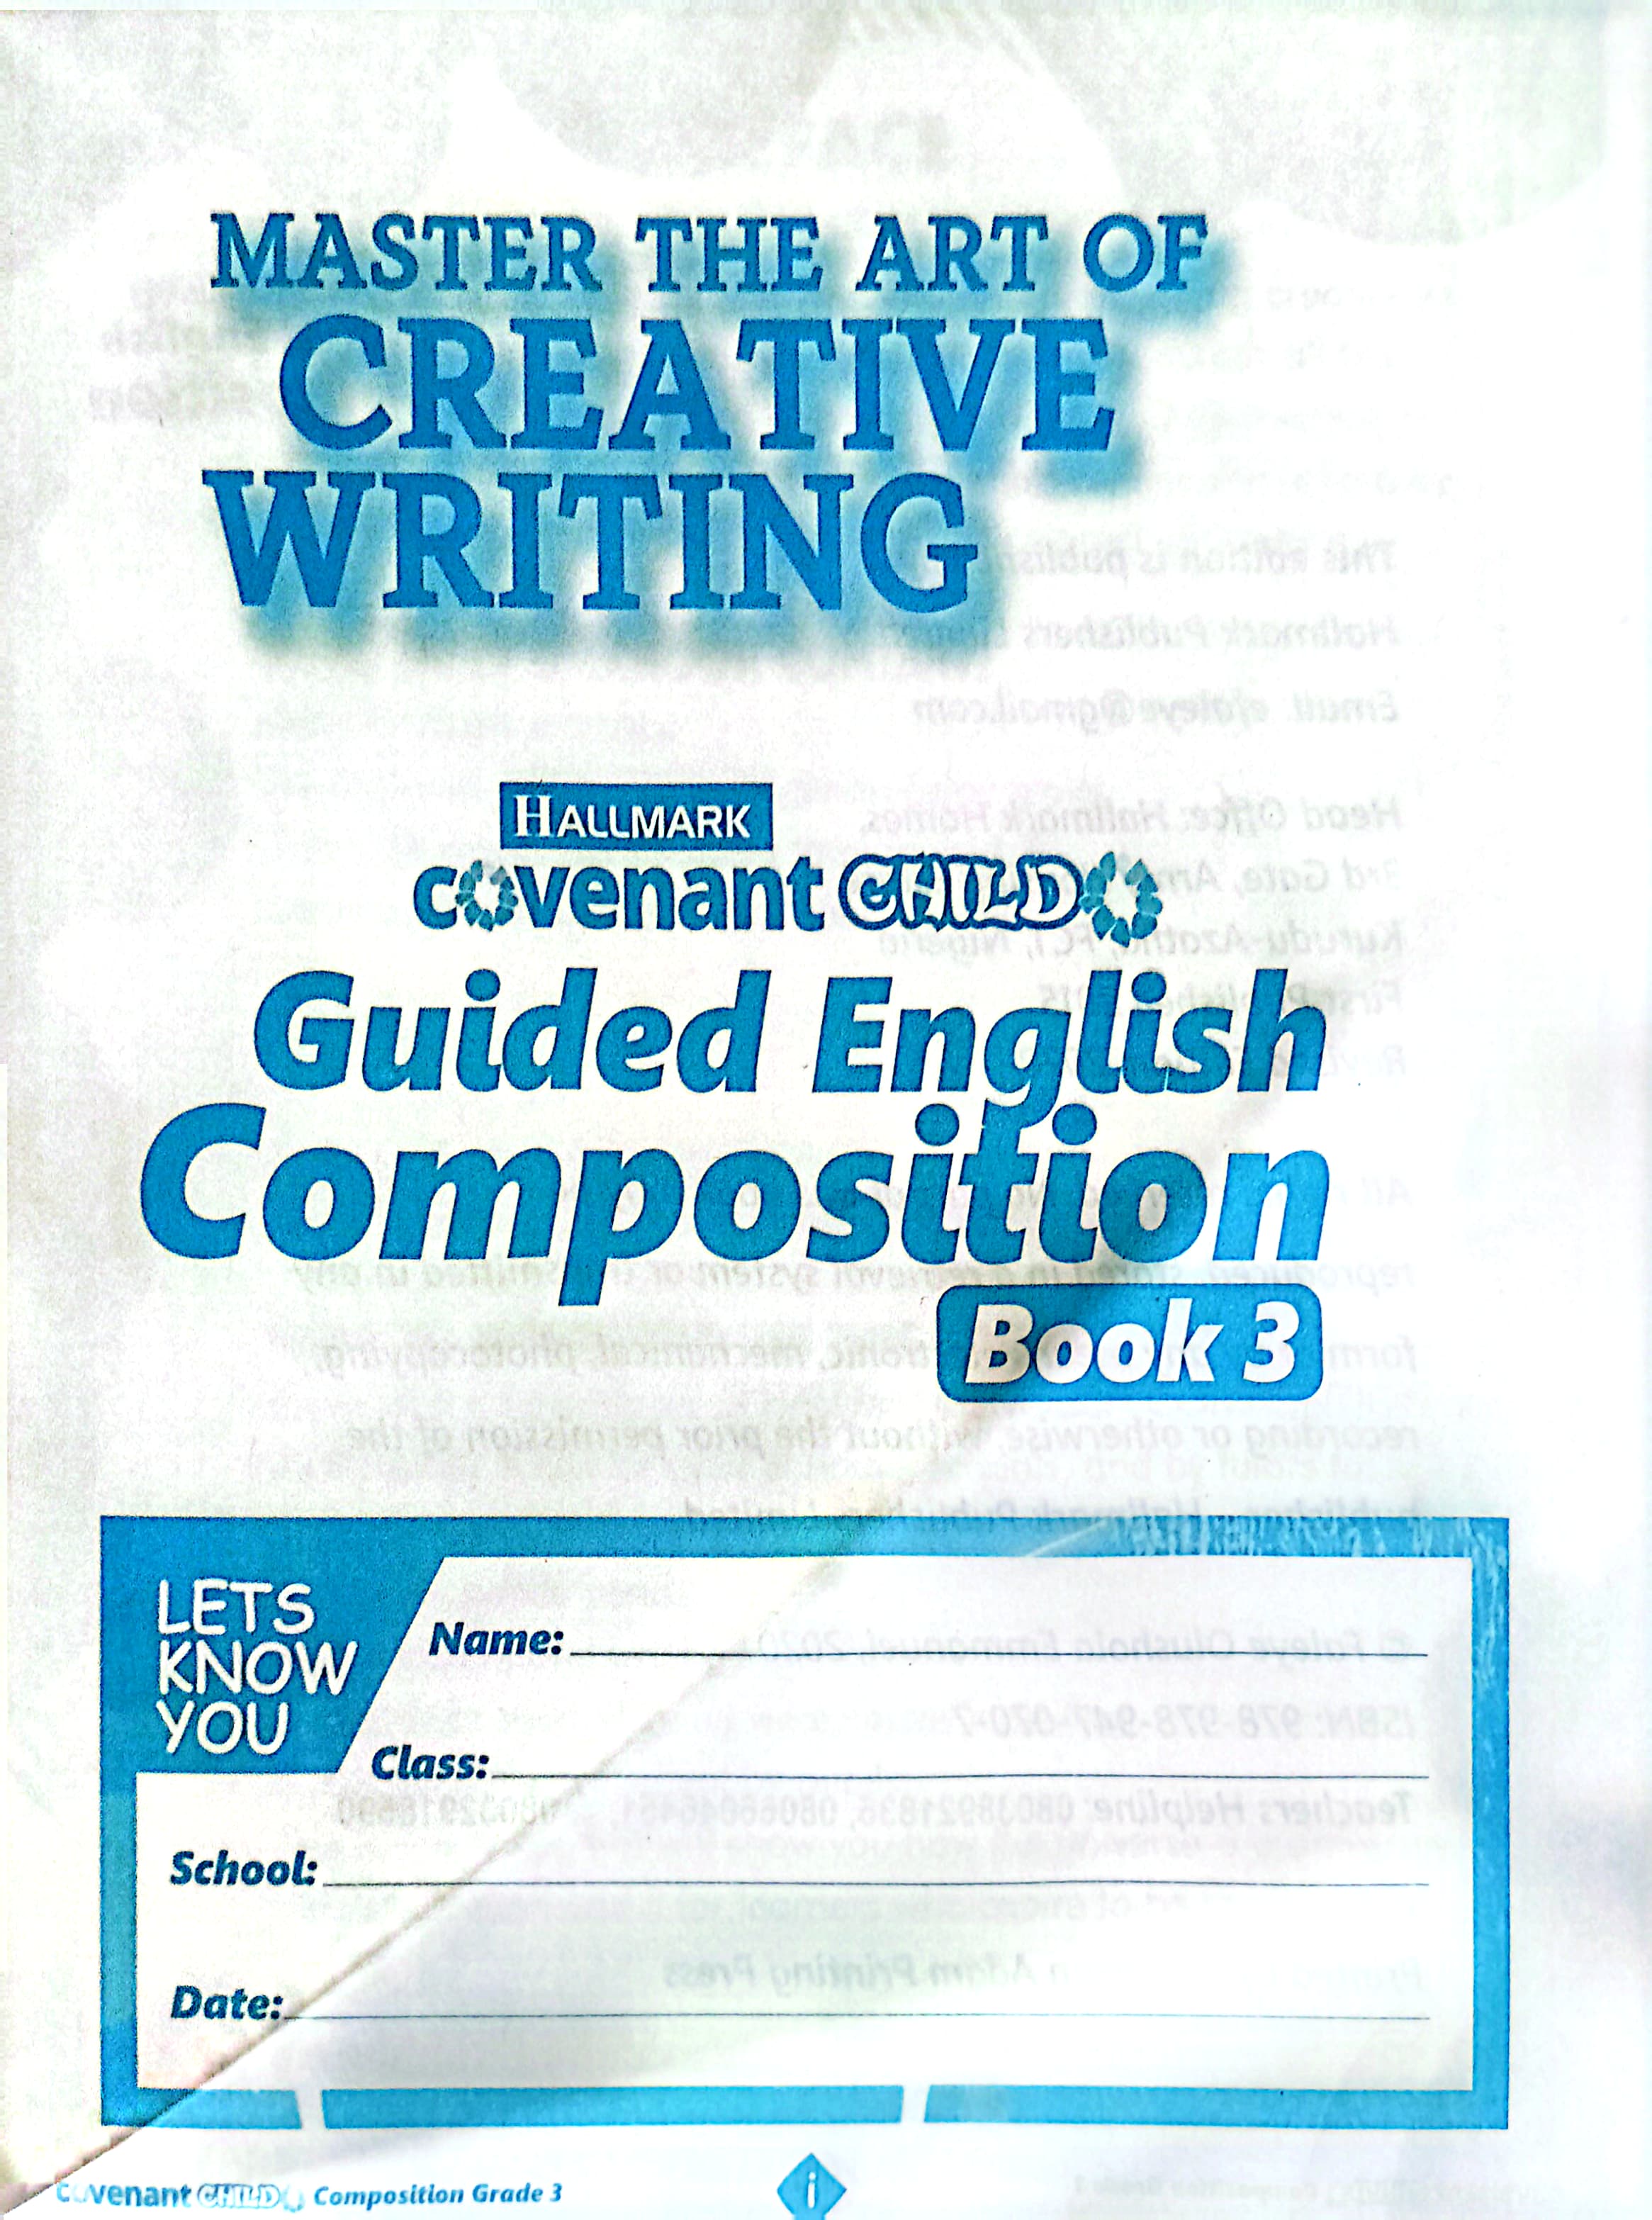 MASTER THE ART OF
CREATIVE
WRITING
HALLMARK
covenant CHILD
Guided English
Composition
Book 3
LETS
KNOW
YOU
Name:
Class:
School:
Date:
Covenant CHILD Composition Grade 3
i